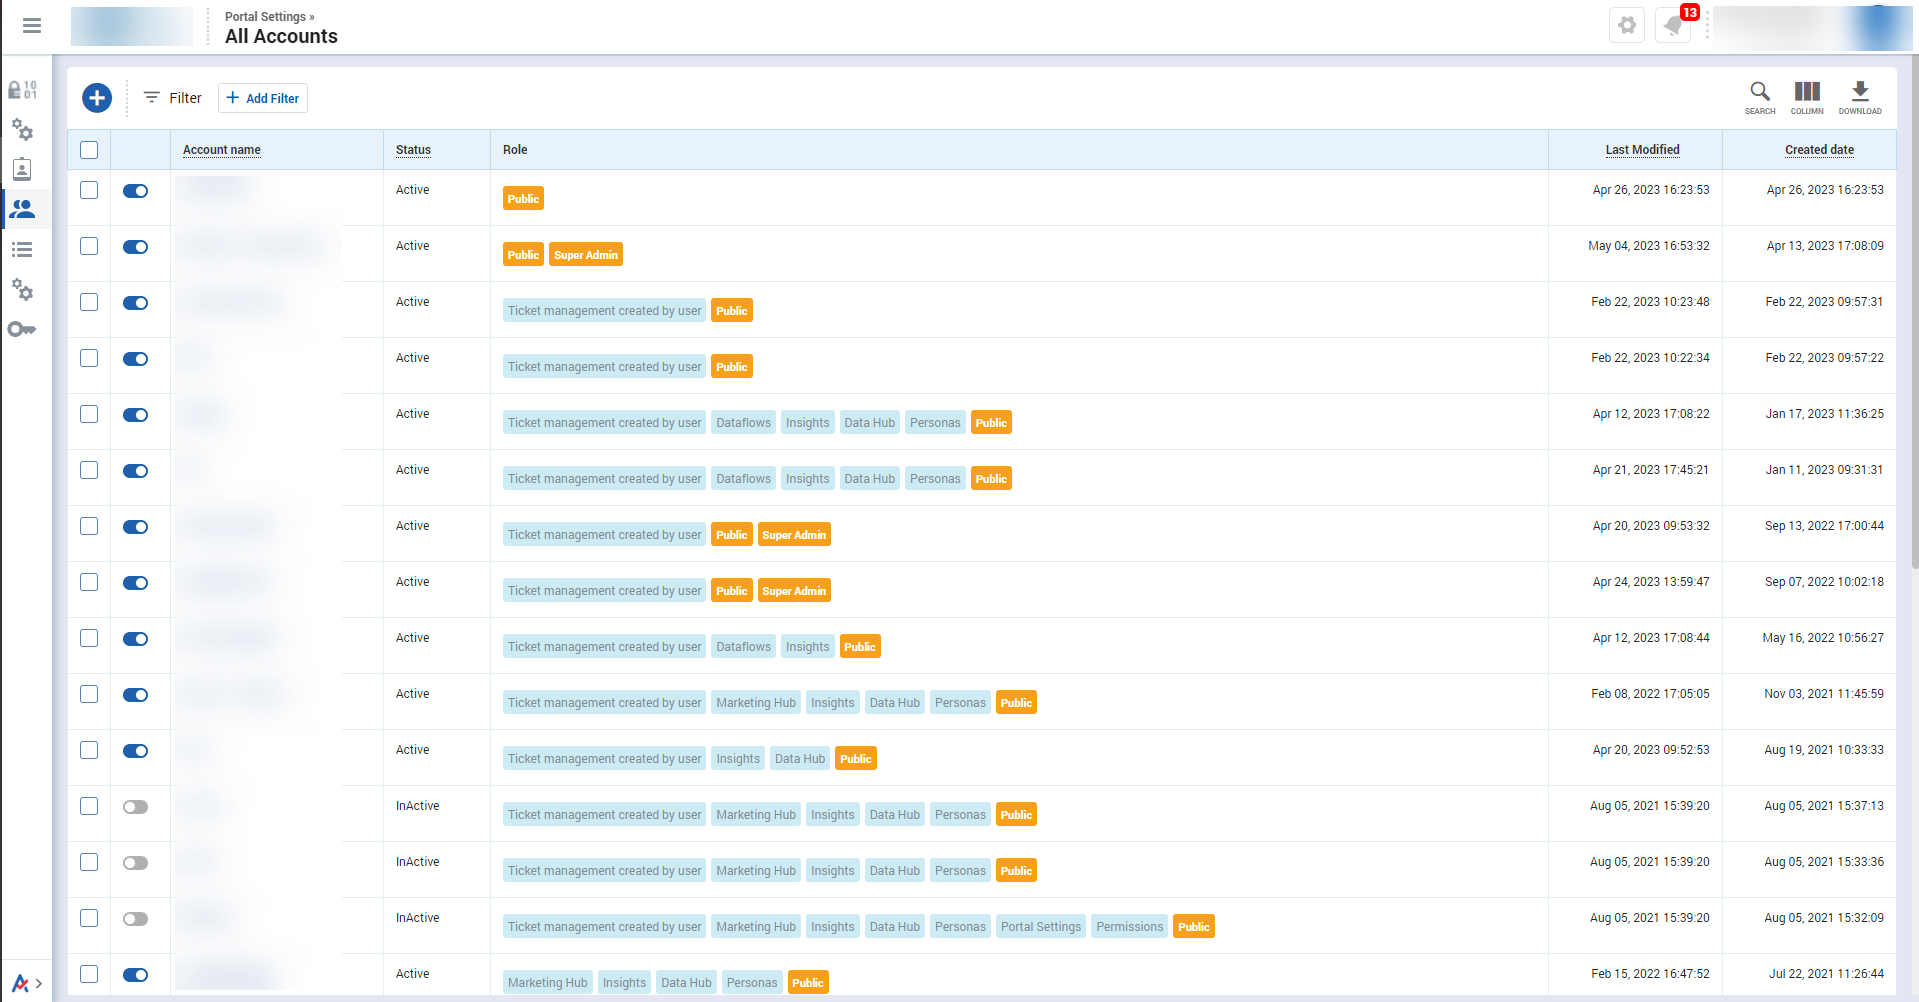 Portal Settings »
All Accounts
13
Filter
Add Filter
SEARCH
COLUMN
DOWNLOAD
Account name Status Role Last Modified Created date
Active Public Apr 26, 2023 16:23:53 Apr 26, 2023 16:23:53
Active Public Super Admin May 04, 2023 16:53:32 Apr 13, 2023 17:08:09
Active Ticket management created by user Public Feb 22, 2023 10:23:48 Feb 22, 2023 09:57:31
Active Ticket management created by user Public Feb 22, 2023 10:22:34 Feb 22, 2023 09:57:22
Active Ticket management created by user Dataflows Insights Data Hub Personas Public Apr 12, 2023 17:08:22 Jan 17, 2023 11:36:25
Active Ticket management created by user Dataflows Insights Data Hub Personas Public Apr 21, 2023 17:45:21 Jan 11, 2023 09:31:31
Active Ticket management created by user Public Super Admin Apr 20, 2023 09:53:32 Sep 13, 2022 17:00:44
Active Ticket management created by user Public Super Admin Apr 24, 2023 13:59:47 Sep 07, 2022 10:02:18
Active Ticket management created by user Dataflows Insights Public Apr 12, 2023 17:08:44 May 16, 2022 10:56:27
Active Ticket management created by user Marketing Hub Insights Data Hub Personas Public Feb 08, 2022 17:05:05 Nov 03, 2021 11:45:59
Active Ticket management created by user Insights Data Hub Public Apr 20, 2023 09:52:53 Aug 19, 2021 10:33:33
InActive Ticket management created by user Marketing Hub Insights Data Hub Personas Public Aug 05, 2021 15:39:20 Aug 05, 2021 15:37:13
InActive Ticket management created by user Marketing Hub Insights Data Hub Personas Public Aug 05, 2021 15:39:20 Aug 05, 2021 15:33:36
InActive Ticket management created by user Marketing Hub Insights Data Hub Personas Portal Settings Permissions Public Aug 05, 2021 15:39:20 Aug 05, 2021 15:32:09
Active Marketing Hub Insights Data Hub Personas Public Feb 15, 2022 16:47:52 Jul 22, 2021 11:26:44